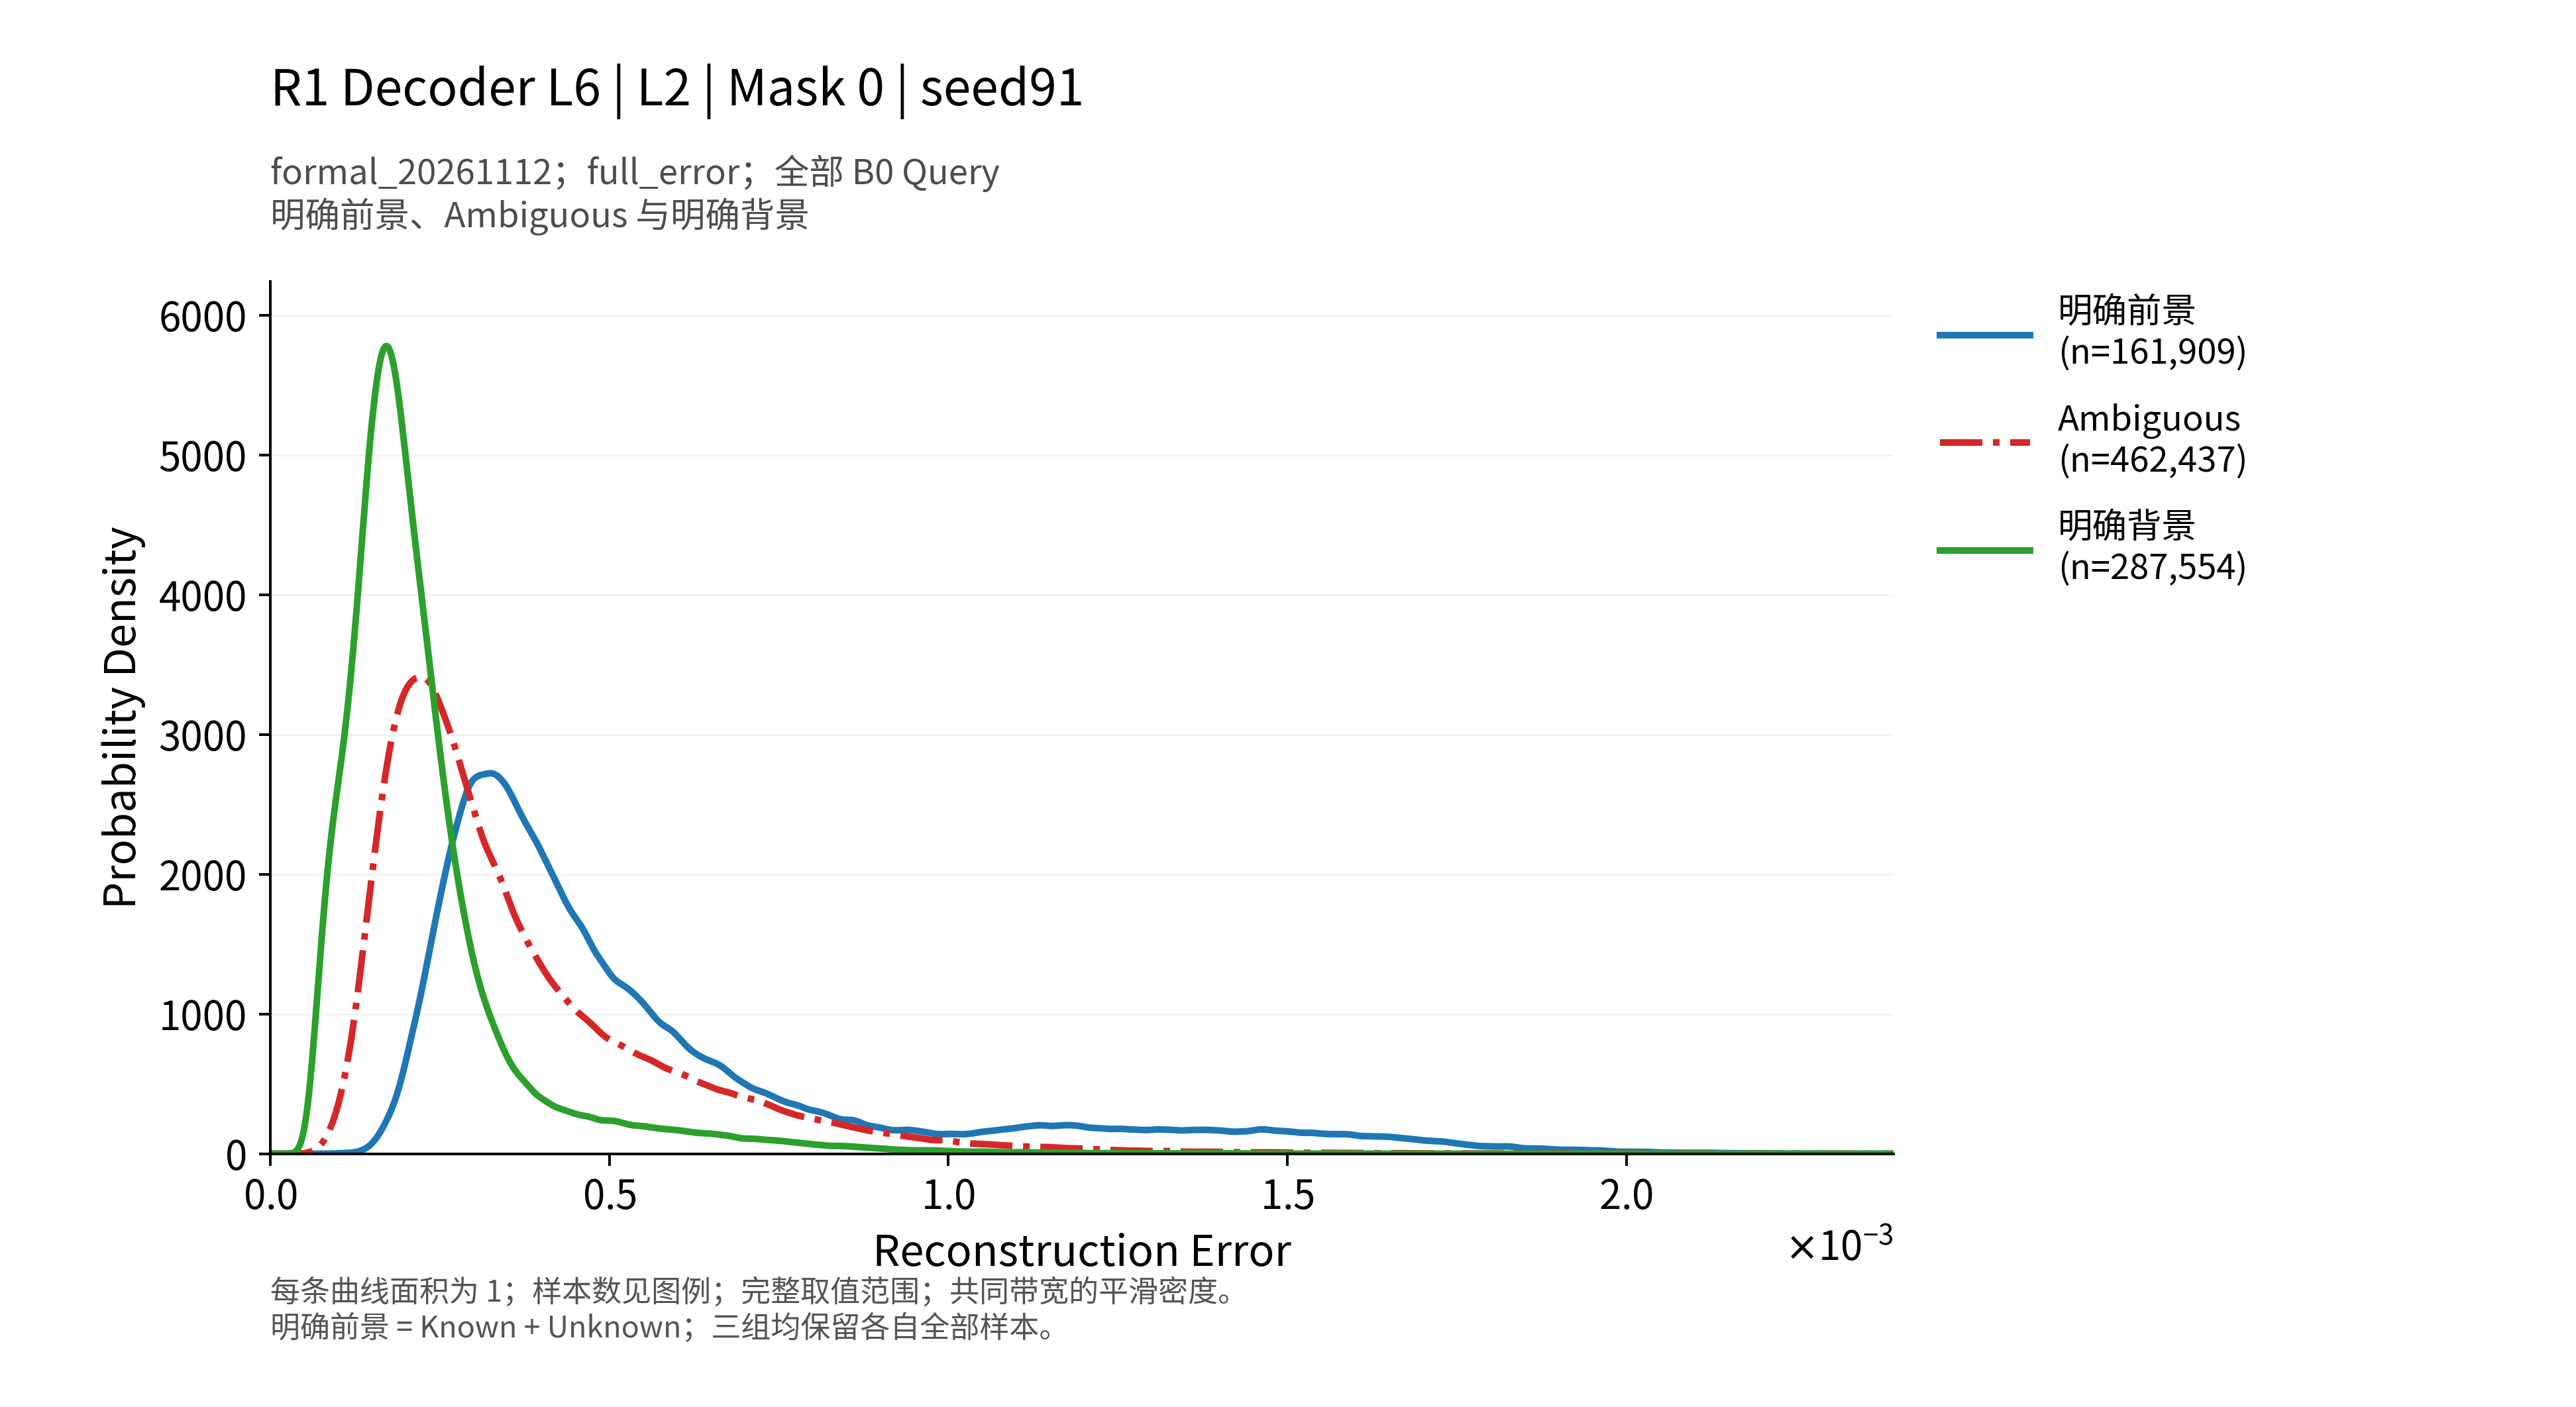 R1 Decoder L6 | L2 | Mask 0 | seed91
formal_20261112；full_error；全部 B0 Query
明确前景、Ambiguous 与明确背景
6000
5000
4000
3000
2000
1000
0
Probability Density
0.0
0.5
1.0
1.5
2.0
×10⁻³
Reconstruction Error
明确前景
(n=161,909)
Ambiguous
(n=462,437)
明确背景
(n=287,554)
每条曲线面积为 1；样本数见图例；完整取值范围；共同带宽的平滑密度。
明确前景 = Known + Unknown；三组均保留各自全部样本。